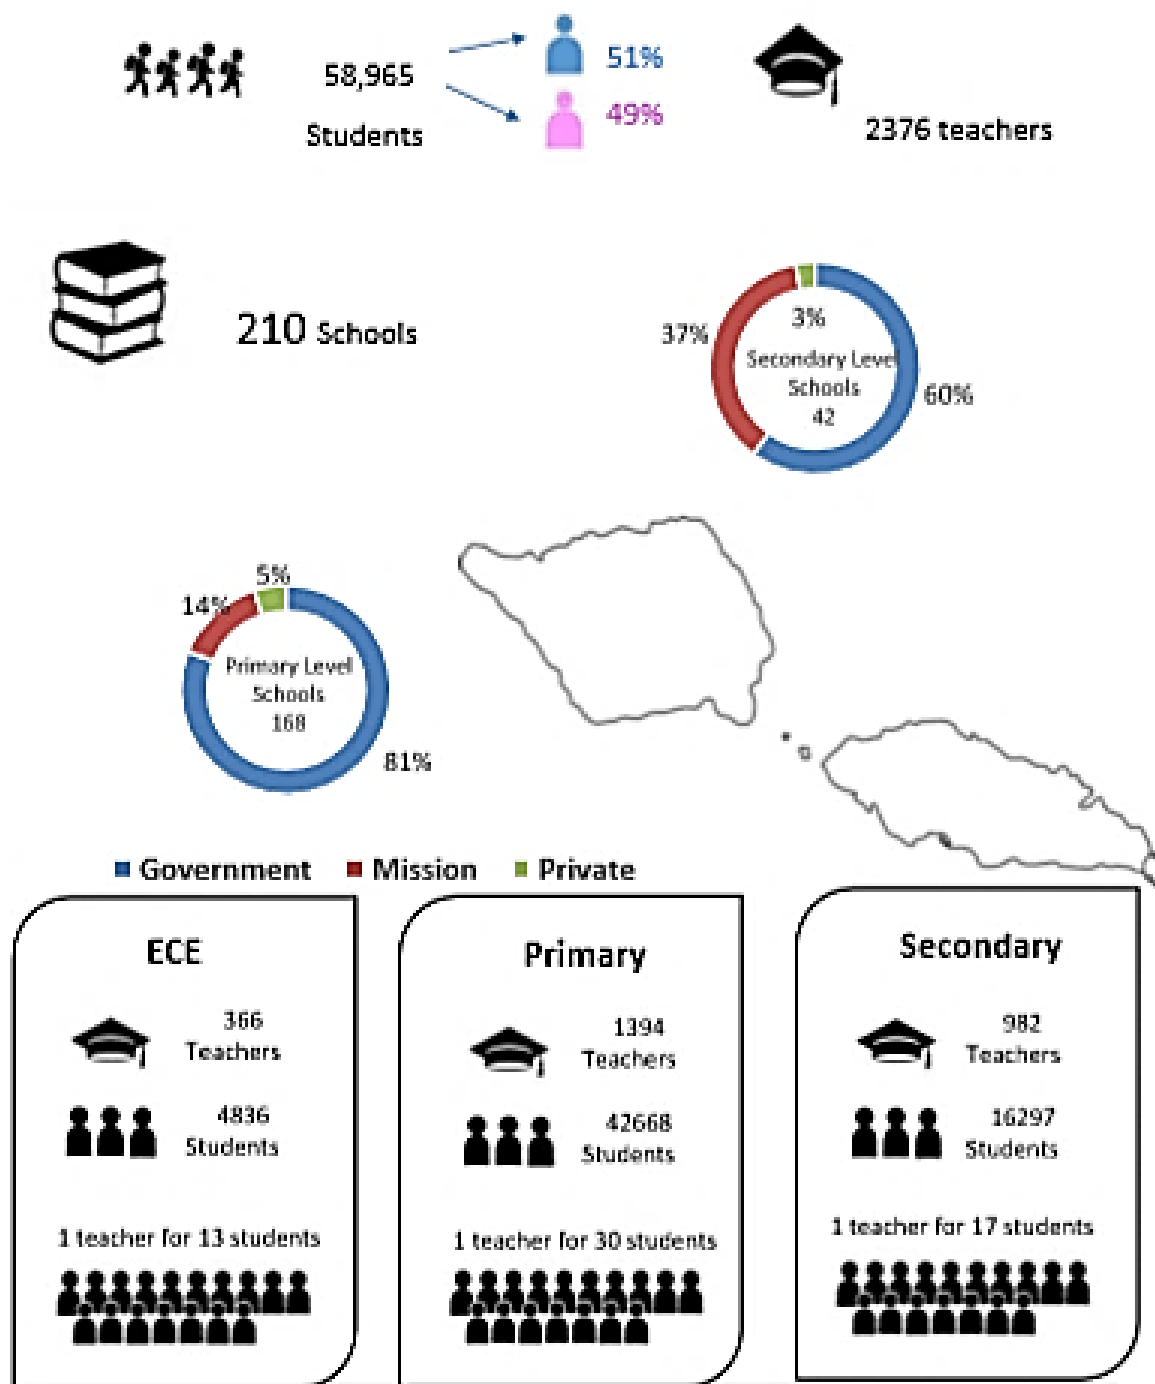 58,965
Students
51%
49%
2376 teachers
210 Schools
37%
3%
Secondary Level
Schools
42
60%
5%
14%
Primary Level
Schools
168
81%
Government Mission Private
ECE
366
Teachers
4836
Students
1 teacher for 13 students
Primary
1394
Teachers
42668
Students
1 teacher for 30 students
Secondary
982
Teachers
16297
Students
1 teacher for 17 students